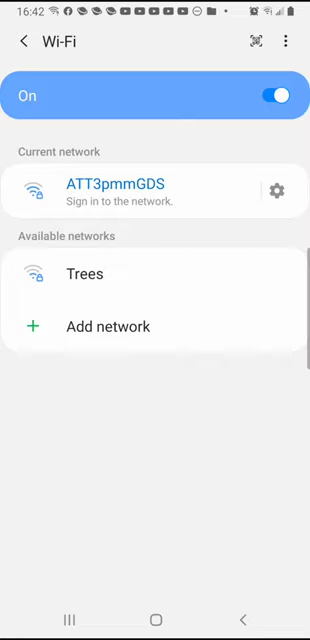 16:42
Wi-Fi
On
Current network
ATT3pmmGDS
Sign in to the network.
Available networks
Trees
Add network